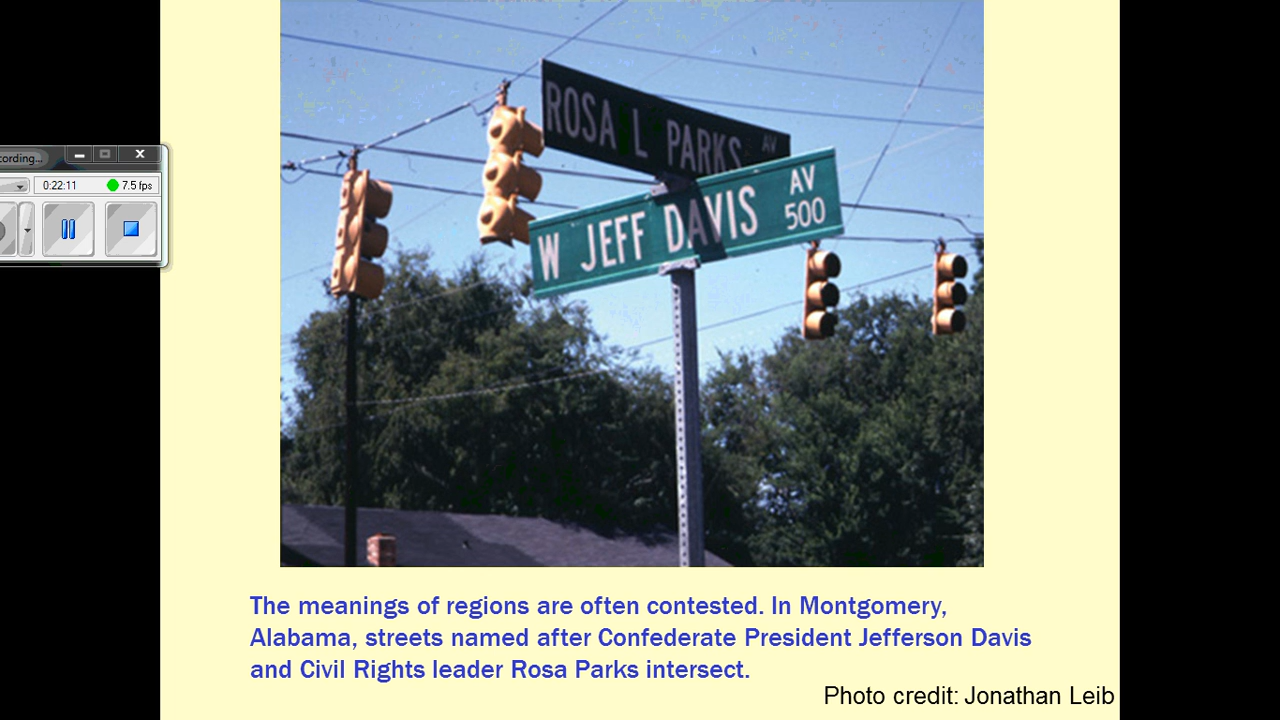 ROSA L PARKS AV
W JEFF DAVIS AV
500
cording...
0:22:11 7.5 fps
The meanings of regions are often contested. In Montgomery,
Alabama, streets named after Confederate President Jefferson Davis
and Civil Rights leader Rosa Parks intersect.
Photo credit: Jonathan Leib